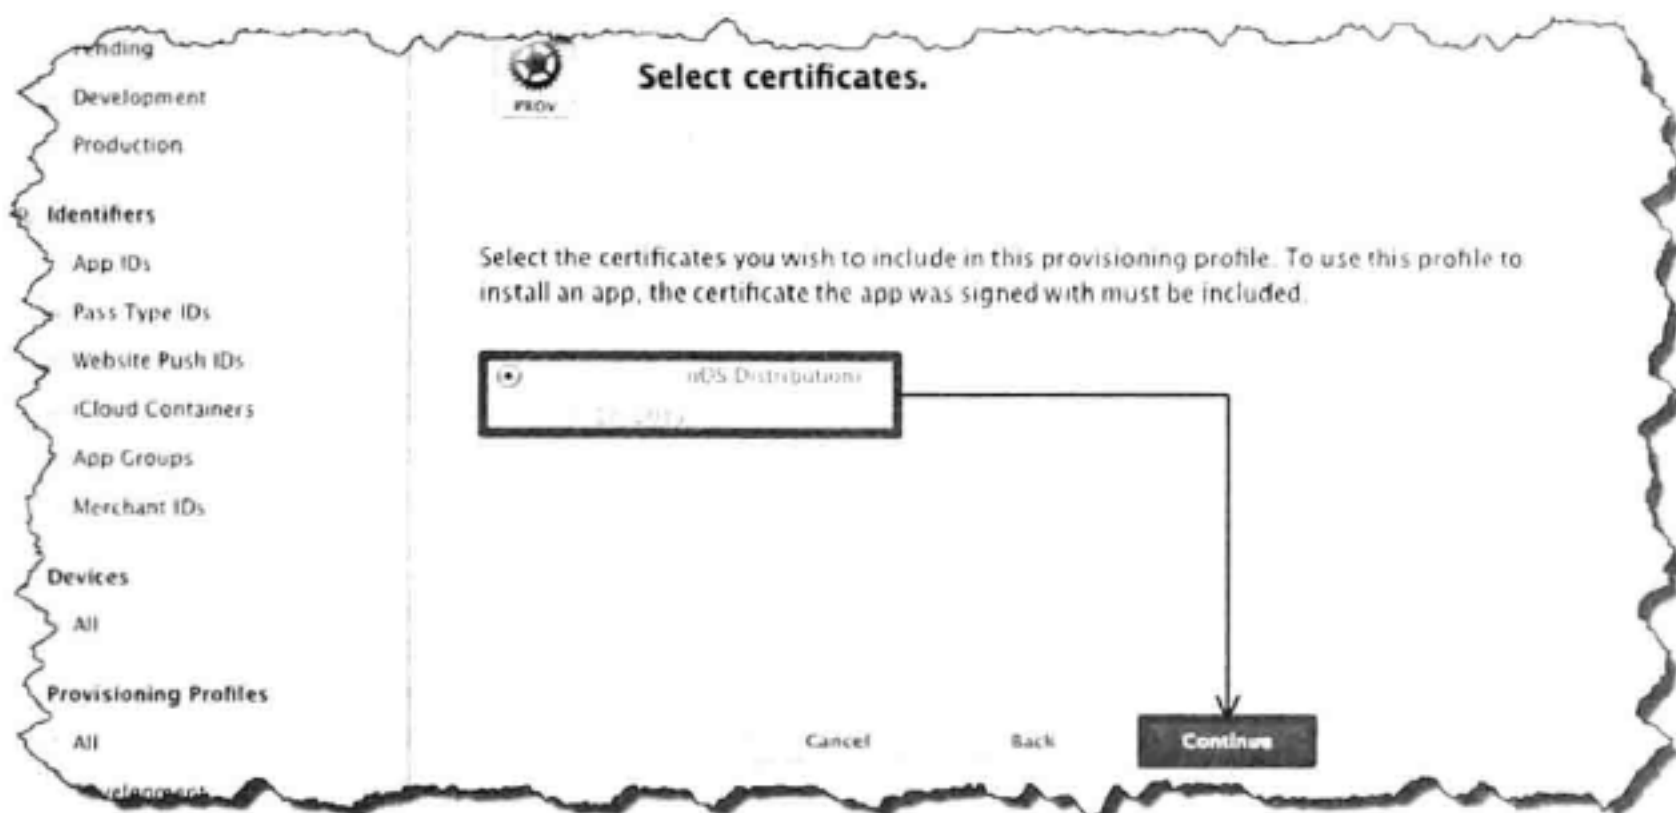 Development
Production
Identifiers
App IDs
Pass Type IDs
Website Push IDs
iCloud Containers
App Groups
Merchant IDs
Devices
All
Provisioning Profiles
All
PROV
Select certificates.
Select the certificates you wish to include in this provisioning profile. To use this profile to
install an app, the certificate the app was signed with must be included.
(iOS Distribution)
Cancel
Back
Continue